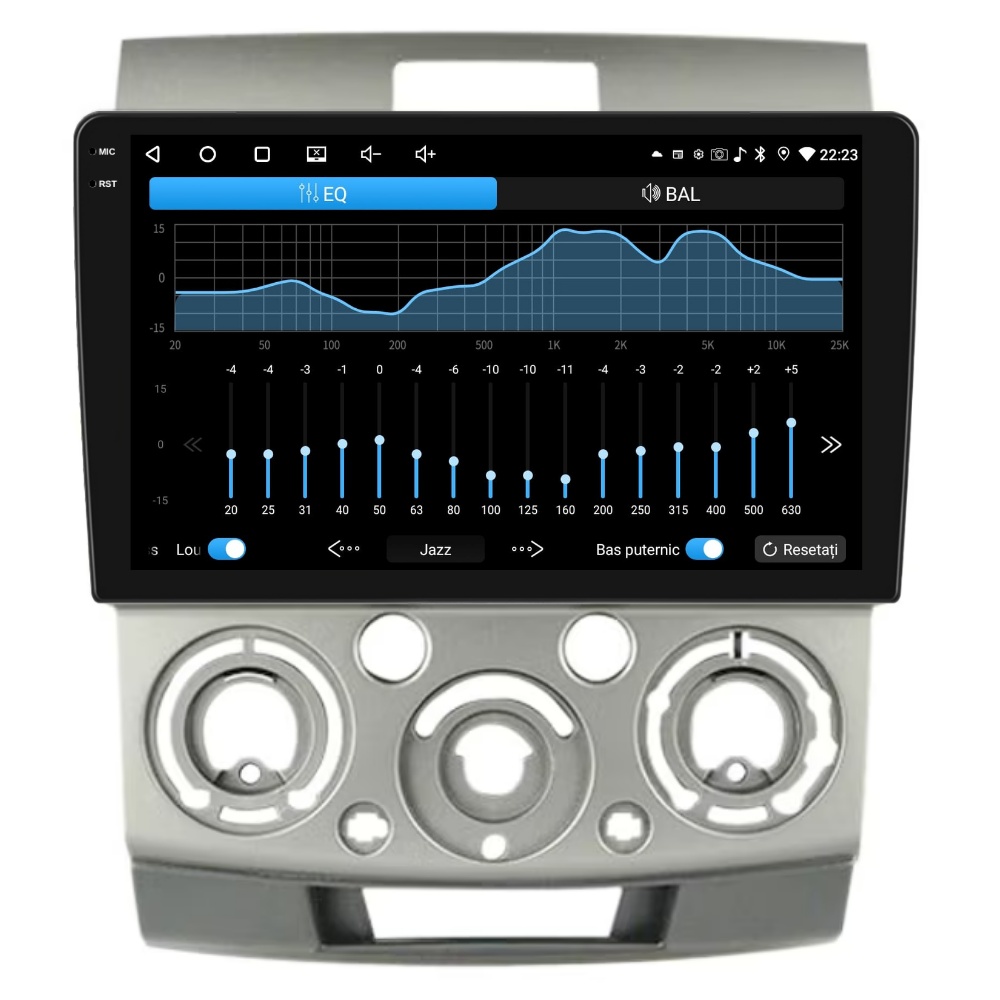 MIC
22:23
RST
EQ
BAL
15
0
-15
20 50 100 200 500 1K 2K 5K 10K 25K
-4 -4 -3 -1 0 -4 -6 -10 -10 -11 -4 -3 -2 -2 +2 +5
15
0
-15
20 25 31 40 50 63 80 100 125 160 200 250 315 400 500 630
s Lou Jazz Bas puternic Resetați